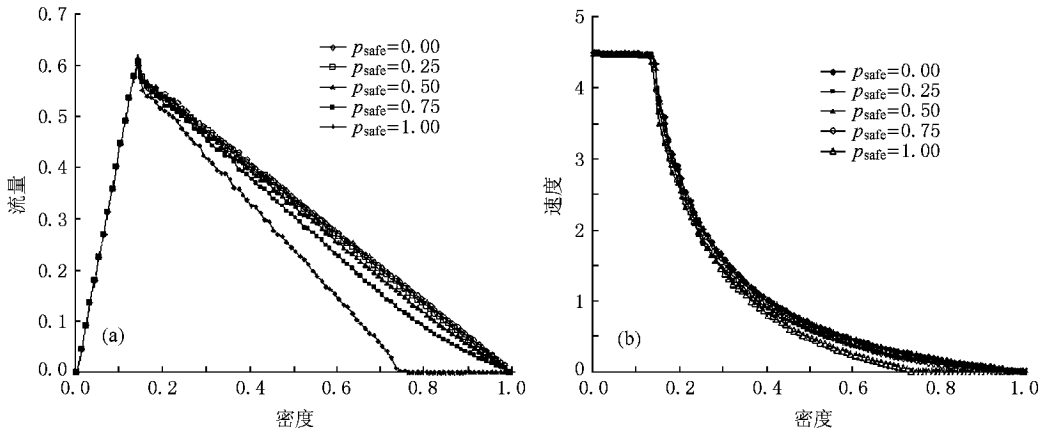 0.7
0.6
0.5
0.4
0.3
0.2
0.1
0.0
流量
p_safe=0.00
p_safe=0.25
p_safe=0.50
p_safe=0.75
p_safe=1.00
(a)
0.0
0.2
0.4
0.6
0.8
1.0
密度
5
4
3
2
1
0
速度
p_safe=0.00
p_safe=0.25
p_safe=0.50
p_safe=0.75
p_safe=1.00
(b)
0.0
0.2
0.4
0.6
0.8
1.0
密度